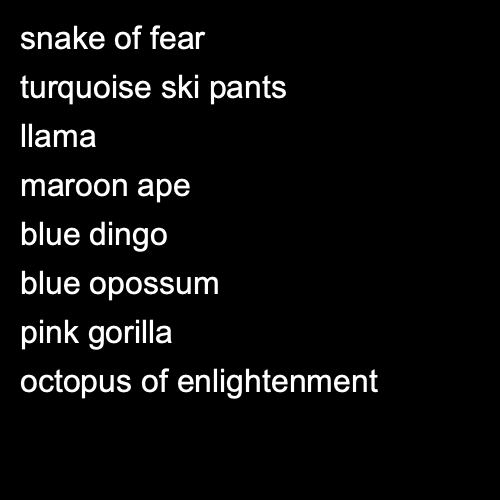 snake of fear
turquoise ski pants
llama
maroon ape
blue dingo
blue opossum
pink gorilla
octopus of enlightenment